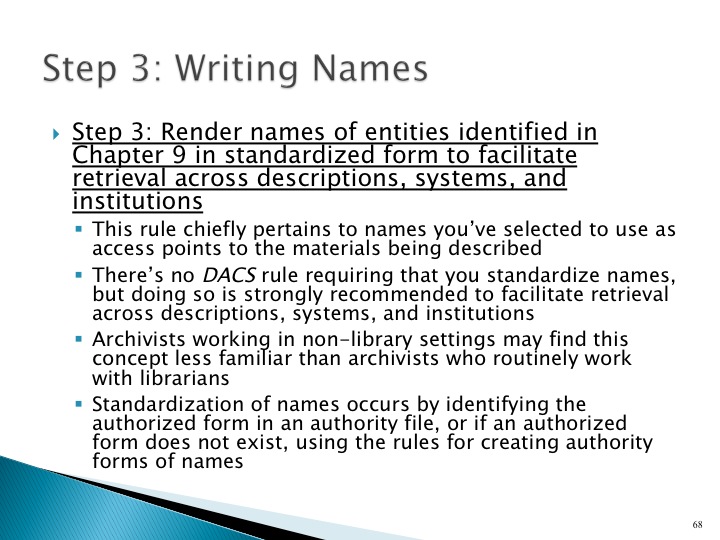 Step 3: Writing Names
Step 3: Render names of entities identified in
Chapter 9 in standardized form to facilitate
retrieval across descriptions, systems, and
institutions
This rule chiefly pertains to names you’ve selected to use as
access points to the materials being described
There’s no DACS rule requiring that you standardize names,
but doing so is strongly recommended to facilitate retrieval
across descriptions, systems, and institutions
Archivists working in non-library settings may find this
concept less familiar than archivists who routinely work
with librarians
Standardization of names occurs by identifying the
authorized form in an authority file, or if an authorized
form does not exist, using the rules for creating authority
forms of names
68